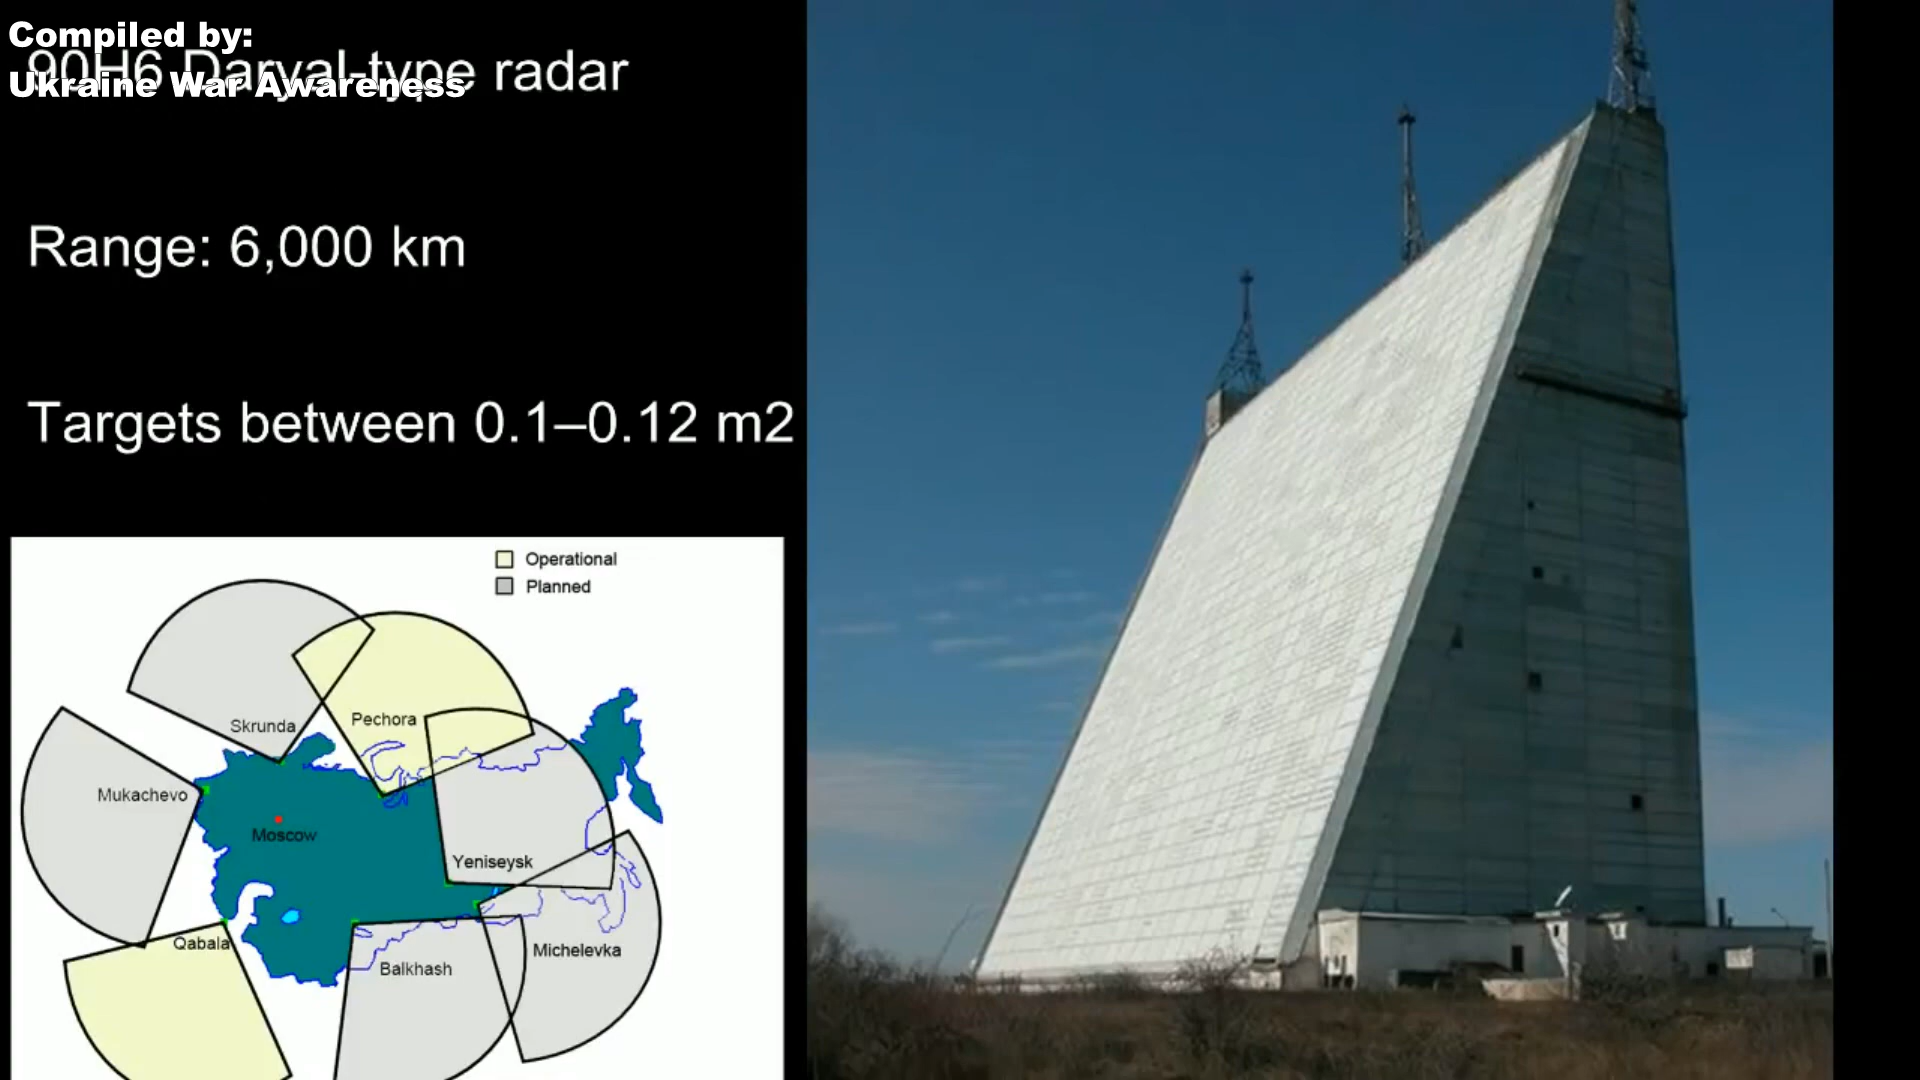 Compiled by:
90H6 Daryal-type radar
Ukraine War Awareness
Range: 6,000 km
Targets between 0.1–0.12 m2
Operational
Planned
Skrunda
Pechora
Mukachevo
Moscow
Yeniseysk
Qabala
Balkhash
Michelevka